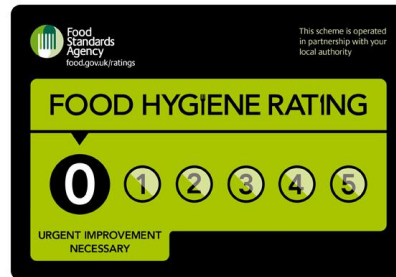 Food
Standards
Agency
food.gov.uk/ratings
This scheme is operated
in partnership with your
local authority
FOOD HYGIENE RATING
0 1 2 3 4 5
URGENT IMPROVEMENT
NECESSARY